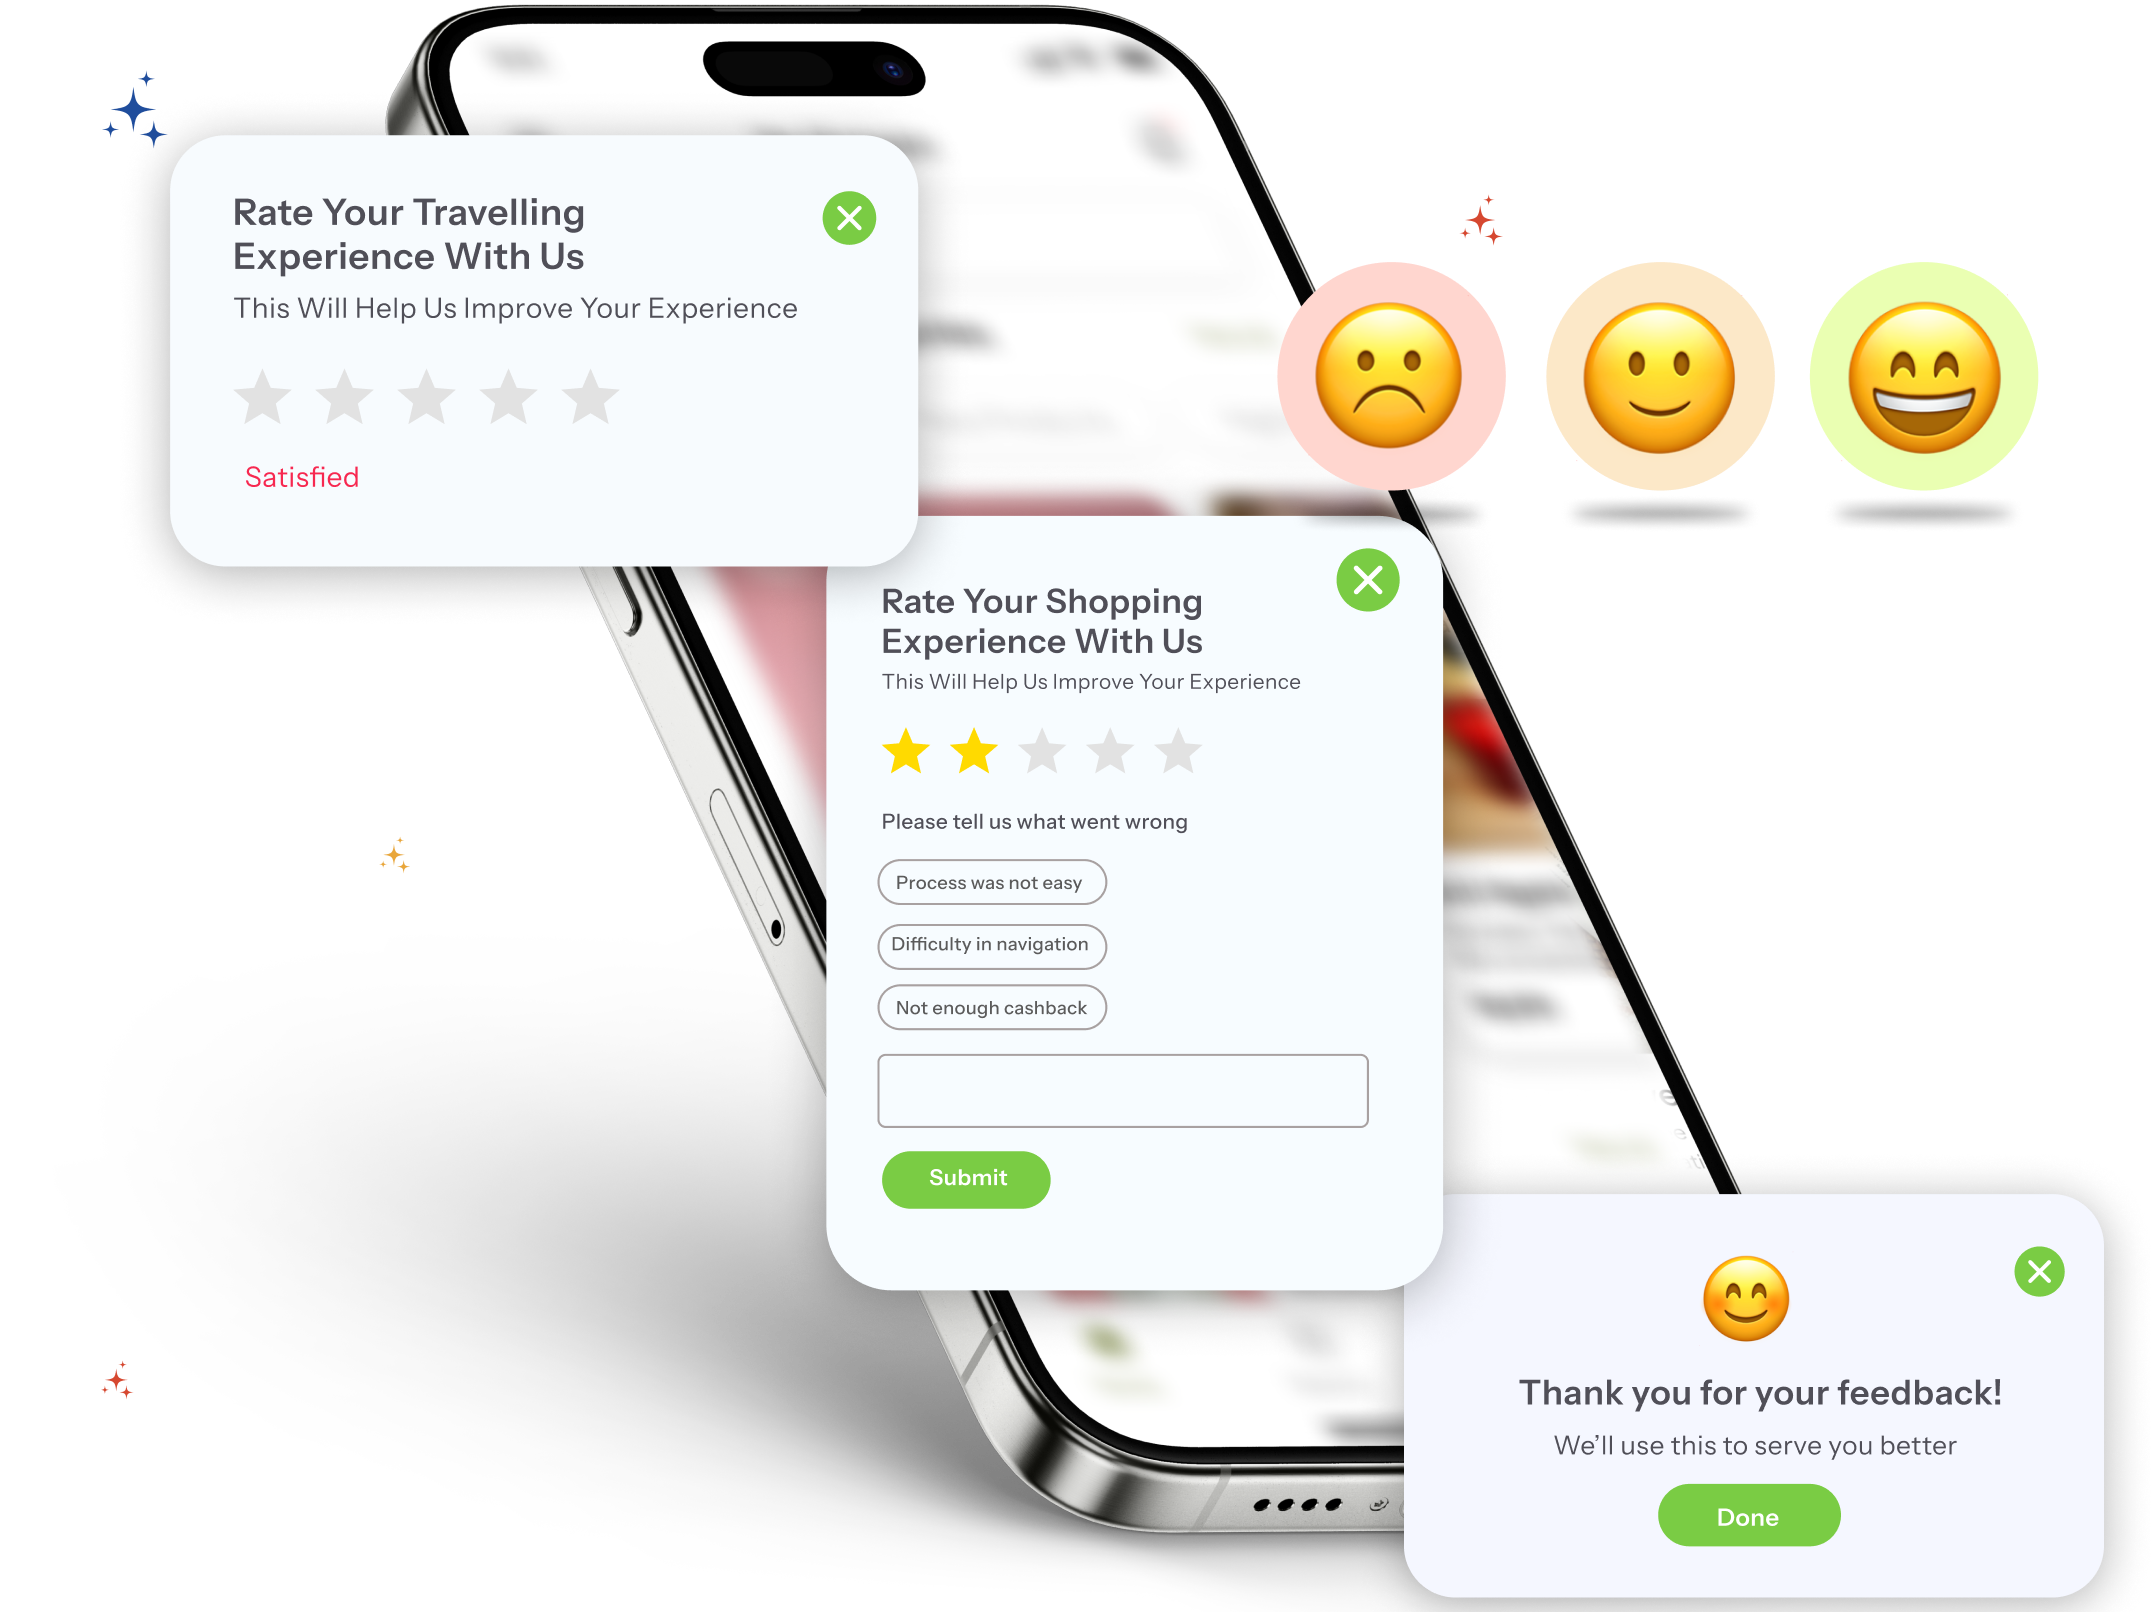 Rate Your Travelling
Experience With Us
This Will Help Us Improve Your Experience
Satisfied
Rate Your Shopping
Experience With Us
This Will Help Us Improve Your Experience
Please tell us what went wrong
Process was not easy
Difficulty in navigation
Not enough cashback
Submit
Thank you for your feedback!
We’ll use this to serve you better
Done